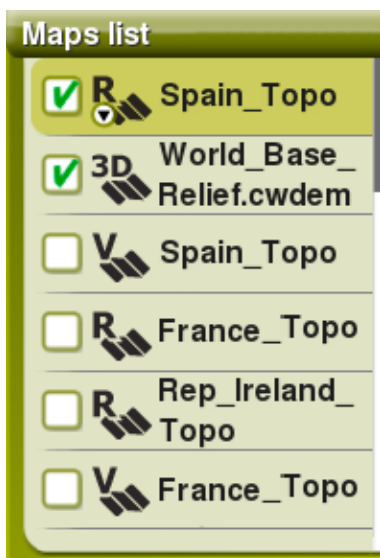 Maps list
R Spain_Topo
3D World_Base_
Relief.cwdem
V Spain_Topo
R France_Topo
R Rep_Ireland_
Topo
V France_Topo